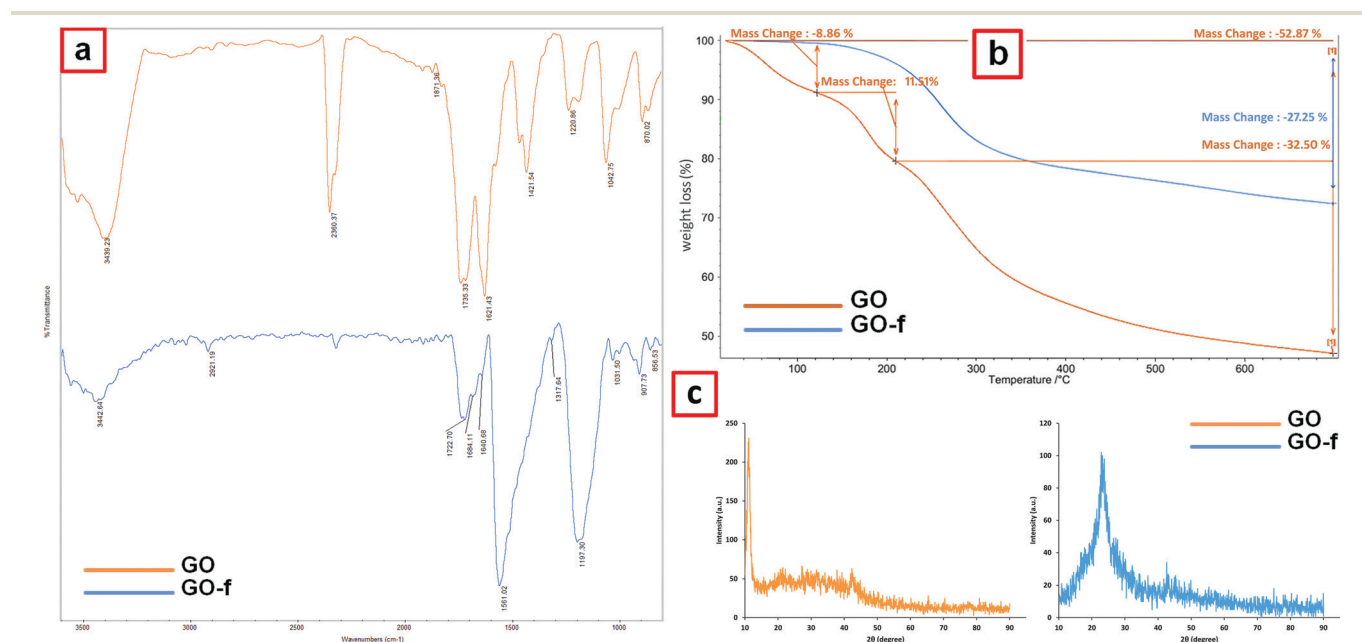 a
% Transmittance
3439.23
2360.37
1871.36
1735.33
1621.43
1421.54
1220.86
1042.75
870.02
3442.64
2921.19
1722.70
1684.11
1640.68
1561.02
1317.64
1197.30
1031.50
907.73
856.53
GO
GO-f
3500 3000 2500 2000 1500 1000
Wavenumbers (cm-1)
b
Mass Change : -8.86 %
Mass Change : -52.87 %
Mass Change: 11.51%
Mass Change : -27.25 %
Mass Change : -32.50 %
[1]
[1]
weight loss (%)
100
90
80
70
60
50
GO
GO-f
100 200 300 400 500 600
Temperature /°C
c
GO
GO-f
Intensity (a.u.)
250
200
150
100
50
0
10 20 30 40 50 60 70 80 90
2θ (degree)
Intensity (a.u.)
120
100
80
60
40
20
0
10 20 30 40 50 60 70 80 90
2θ (degree)